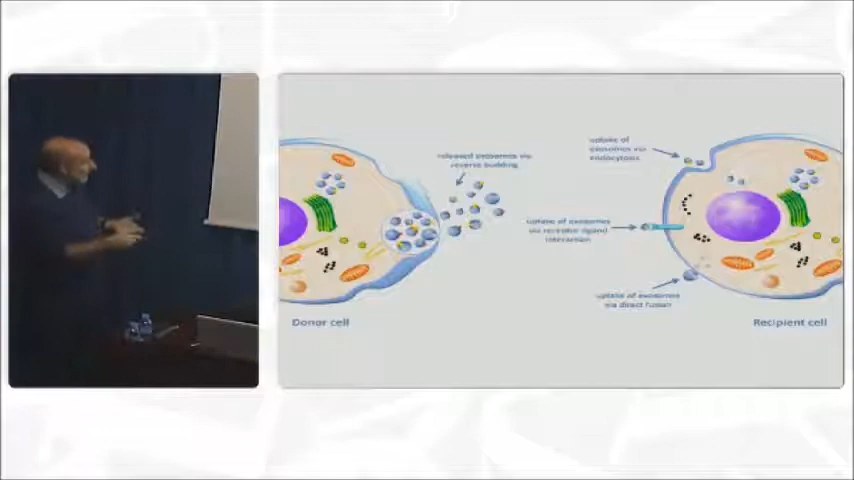 released exosomes via
reverse budding
uptake of
exosomes via
endocytosis
uptake of exosomes
via receptor-ligand
interaction
uptake of exosomes
via direct fusion
Donor cell
Recipient cell